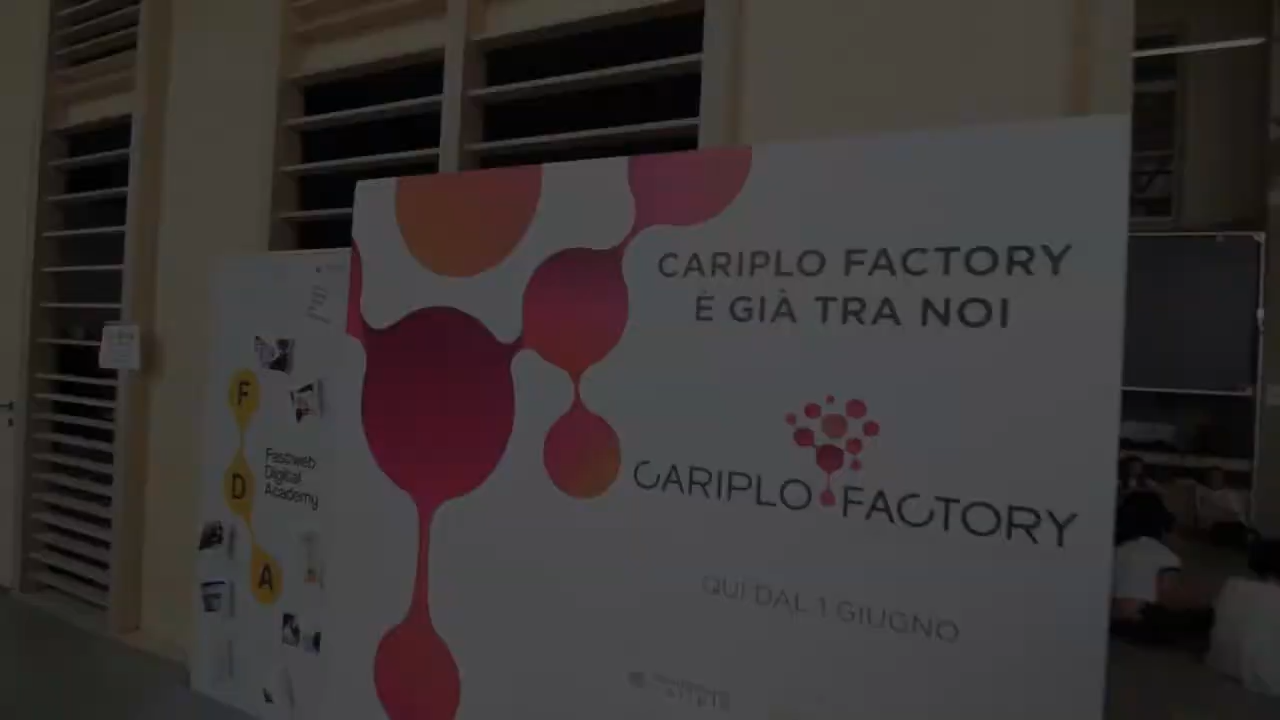 CARIPLO FACTORY
È GIÀ TRA NOI
CARIPLO FACTORY
QUI DAL 1 GIUGNO
F
D
A
Fastweb
Digital
Academy